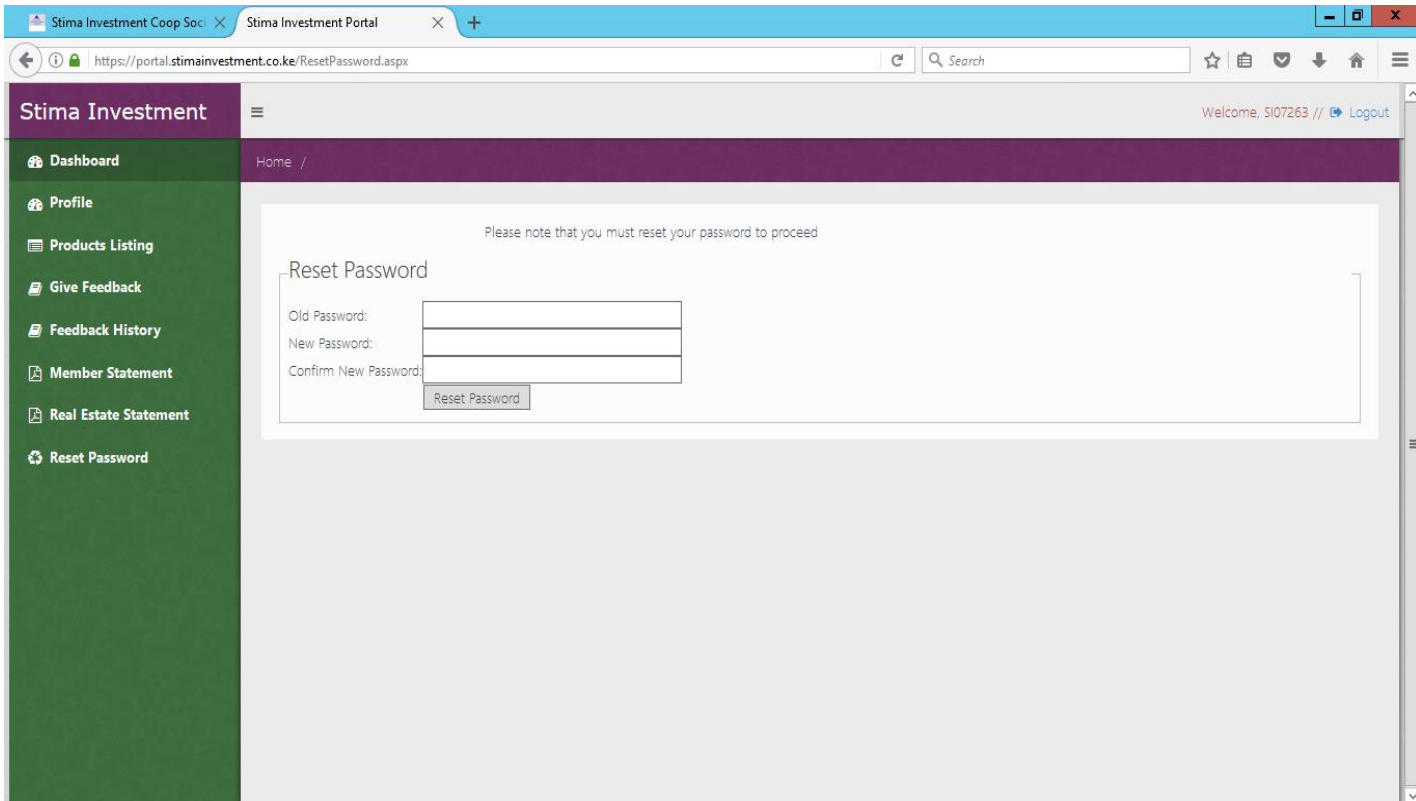 Stima Investment Coop Soci
Stima Investment Portal
https://portal.stimainvestment.co.ke/ResetPassword.aspx
Search
Stima Investment
Welcome, SI07263 // Logout
Dashboard
Home /
Profile
Products Listing
Give Feedback
Feedback History
Member Statement
Real Estate Statement
Reset Password
Please note that you must reset your password to proceed
Reset Password
Old Password:
New Password:
Confirm New Password:
Reset Password